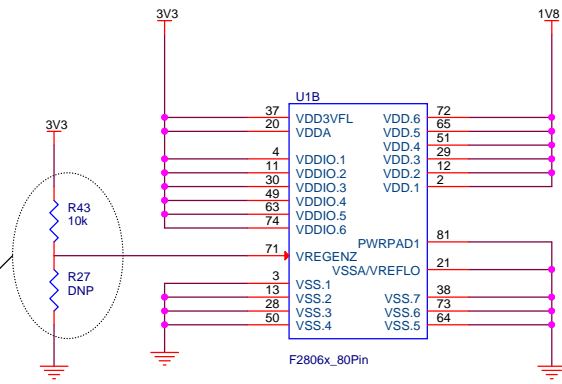 3V3
1V8
U1B
37
VDD3VFL
VDD.6
72
20
VDDA
VDD.5
65
VDD.4
51
4
VDDIO.1
VDD.3
29
11
VDDIO.2
VDD.2
12
30
VDDIO.3
VDD.1
2
49
VDDIO.4
63
VDDIO.5
74
VDDIO.6
3V3
R43
10k
PWRPAD1
81
71
VREGENZ
VSSA/VREFLO
21
R27
DNP
3
VSS.1
13
VSS.2
VSS.7
38
28
VSS.3
VSS.6
73
50
VSS.4
VSS.5
64
F2806x_80Pin